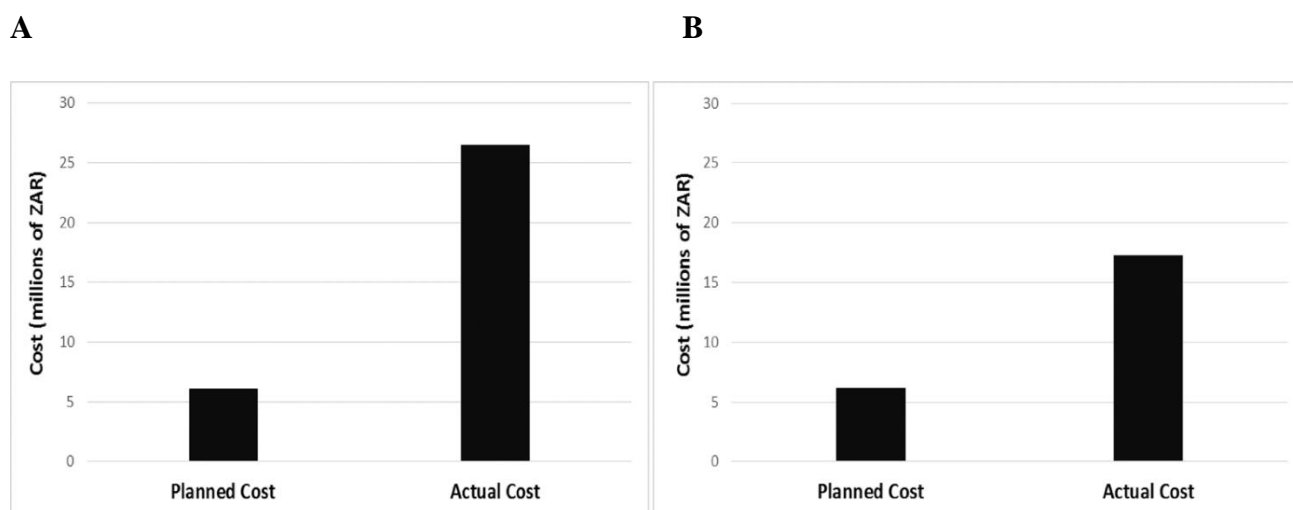 A
B
Cost (millions of ZAR)
30
25
20
15
10
5
0
Planned Cost
Actual Cost
Cost (millions of ZAR)
30
25
20
15
10
5
0
Planned Cost
Actual Cost